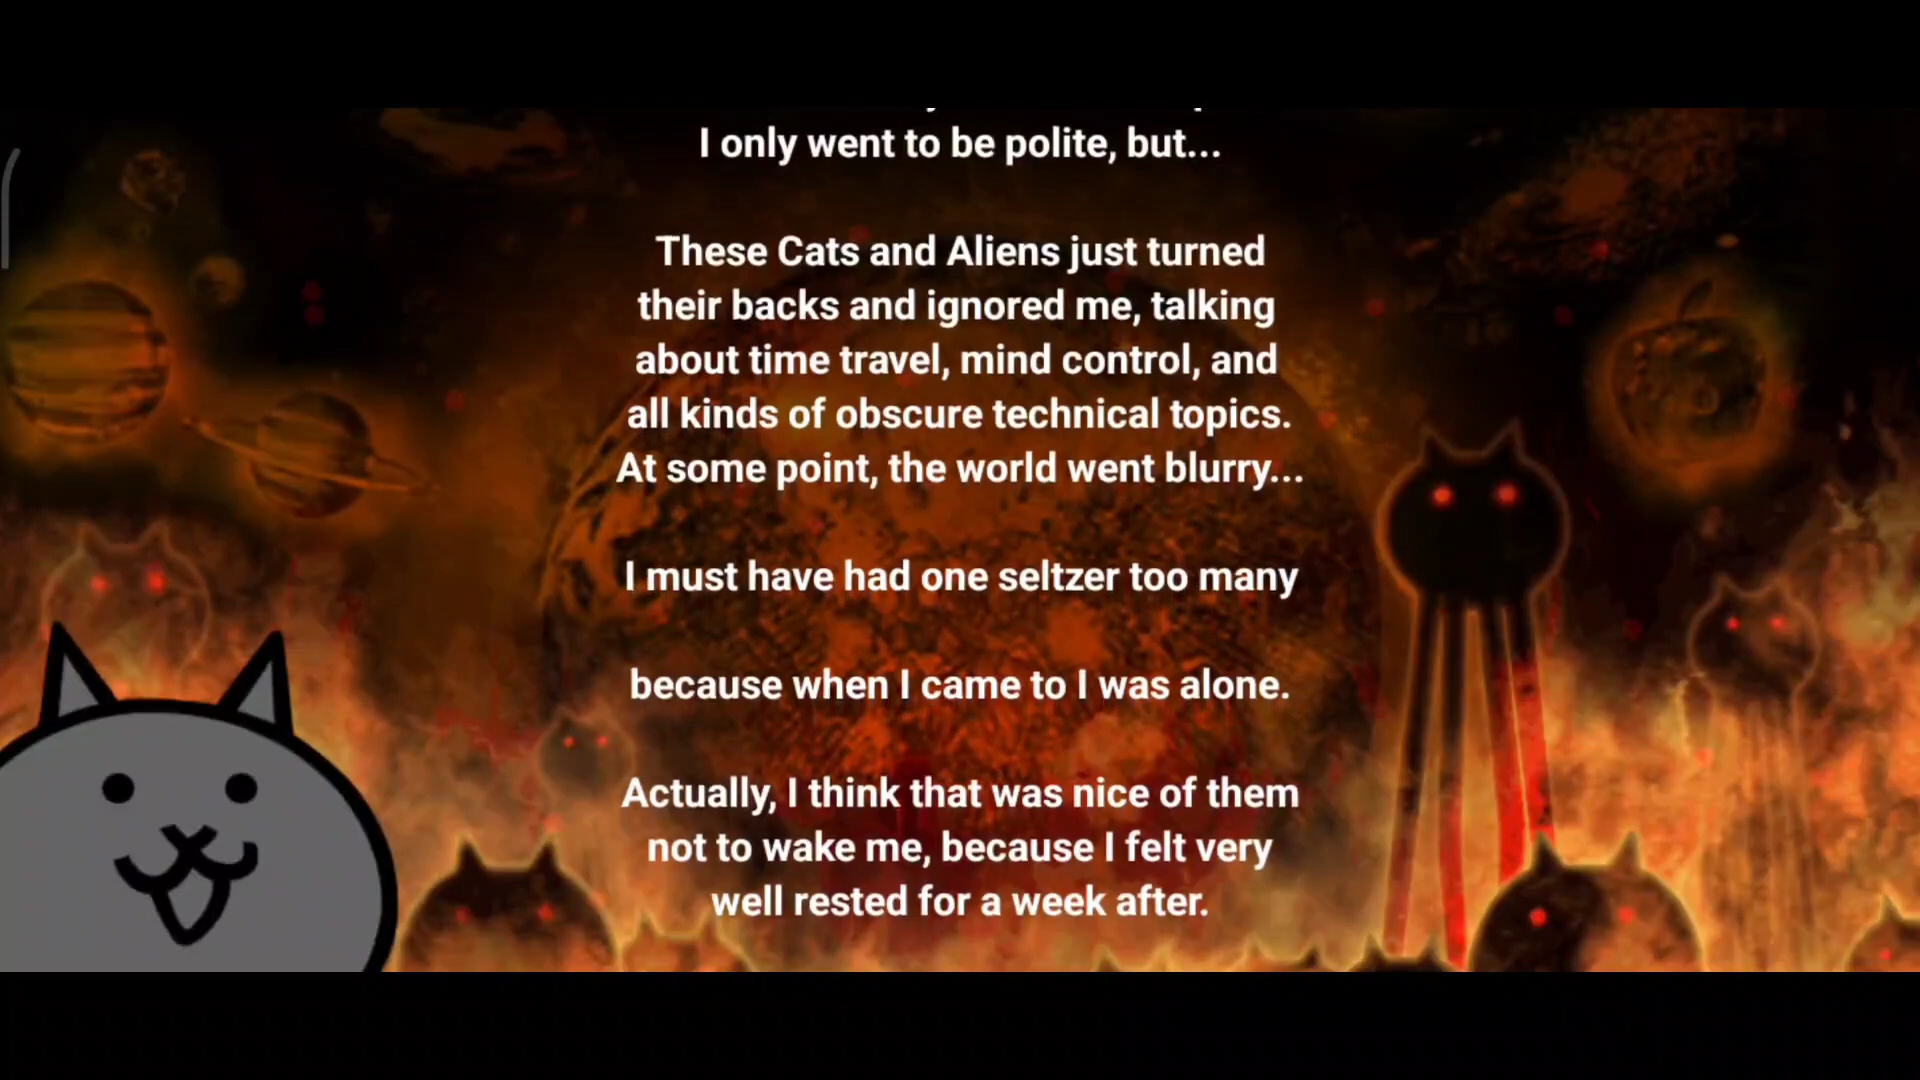 I only went to be polite, but...
These Cats and Aliens just turned
their backs and ignored me, talking
about time travel, mind control, and
all kinds of obscure technical topics.
At some point, the world went blurry...
I must have had one seltzer too many
because when I came to I was alone.
Actually, I think that was nice of them
not to wake me, because I felt very
well rested for a week after.